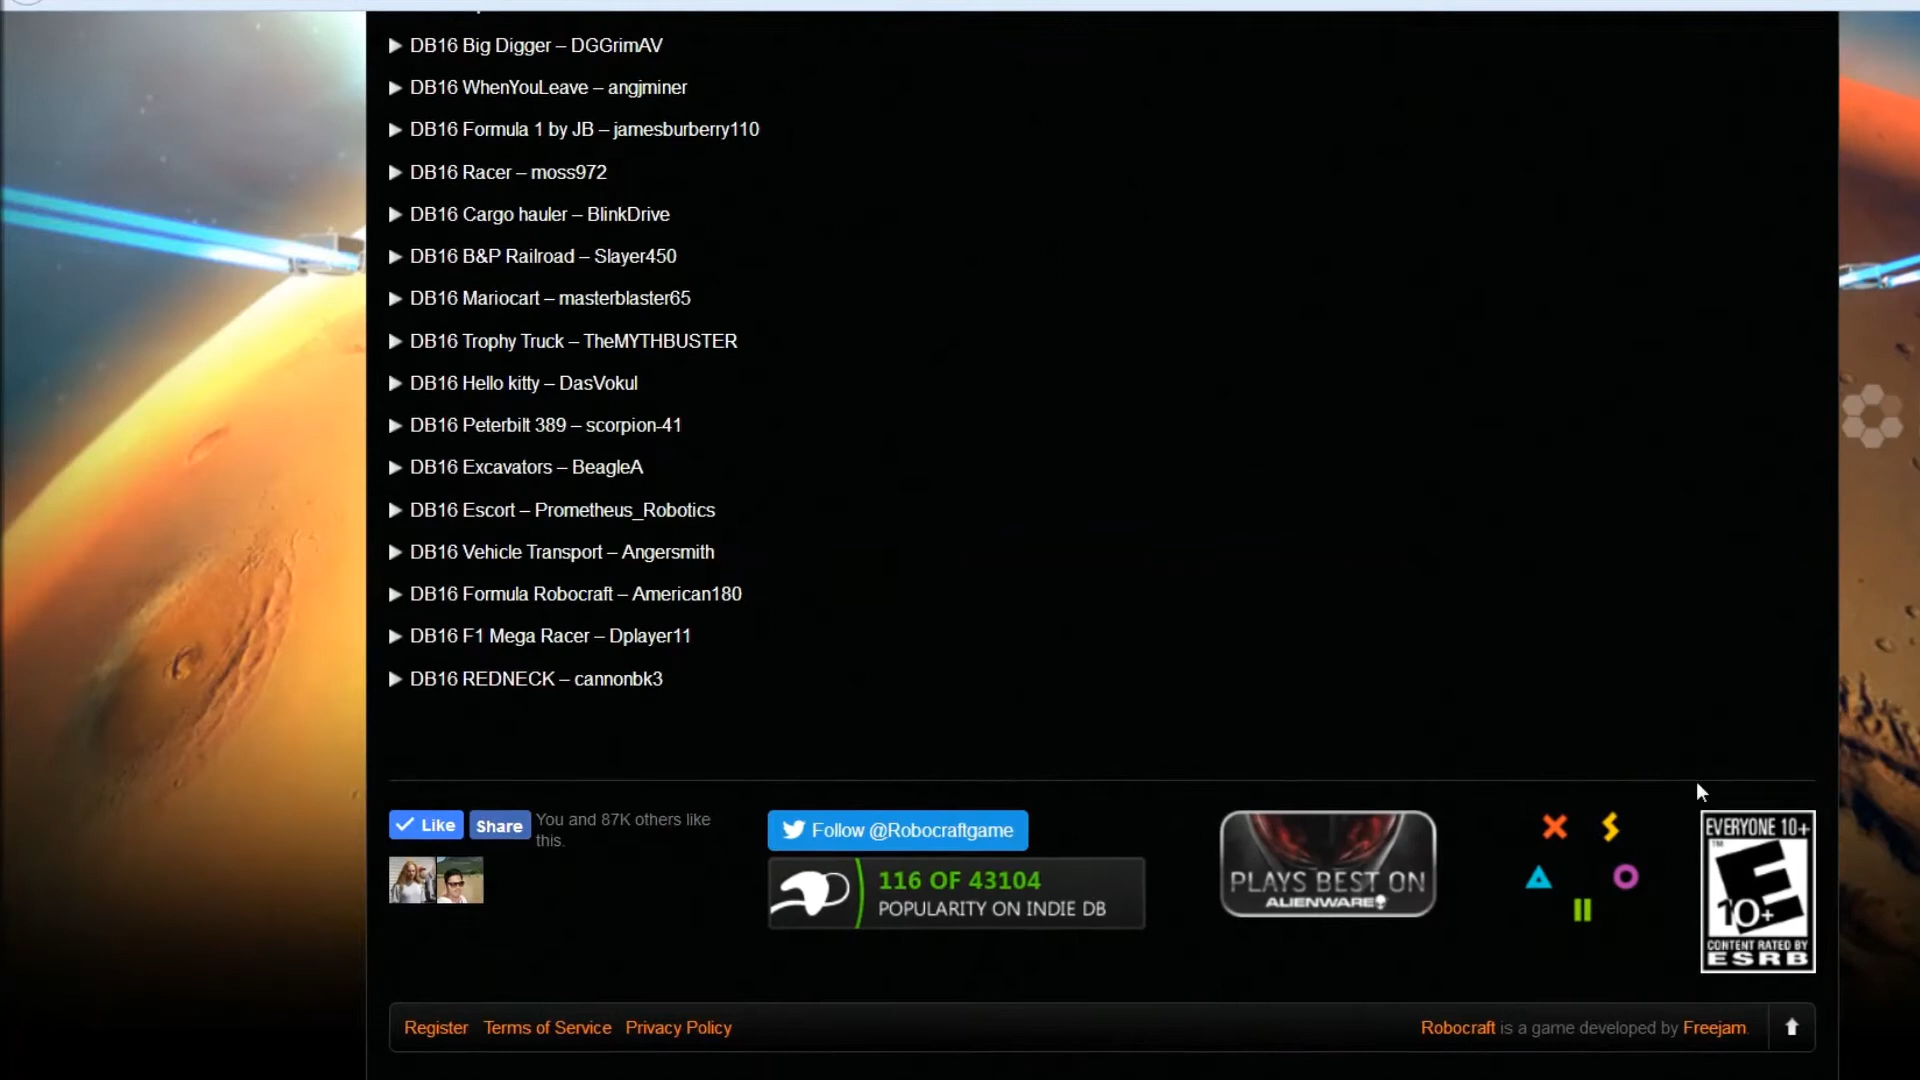 DB16 Big Digger – DGGrimAV
DB16 WhenYouLeave – angjminer
DB16 Formula 1 by JB – jamesburberry110
DB16 Racer – moss972
DB16 Cargo hauler – BlinkDrive
DB16 B&P Railroad – Slayer450
DB16 Mariocart – masterblaster65
DB16 Trophy Truck – TheMYTHBUSTER
DB16 Hello kitty – DasVokul
DB16 Peterbilt 389 – scorpion-41
DB16 Excavators – BeagleA
DB16 Escort – Prometheus_Robotics
DB16 Vehicle Transport – Angersmith
DB16 Formula Robocraft – American180
DB16 F1 Mega Racer – Dplayer11
DB16 REDNECK – cannonbk3
Like Share You and 87K others like
this.
Follow @Robocraftgame
116 OF 43104
POPULARITY ON INDIE DB
PLAYS BEST ON
ALIENWARE
EVERYONE 10+
TM
E
10+
CONTENT RATED BY
ESRB
Register Terms of Service Privacy Policy
Robocraft is a game developed by Freejam.